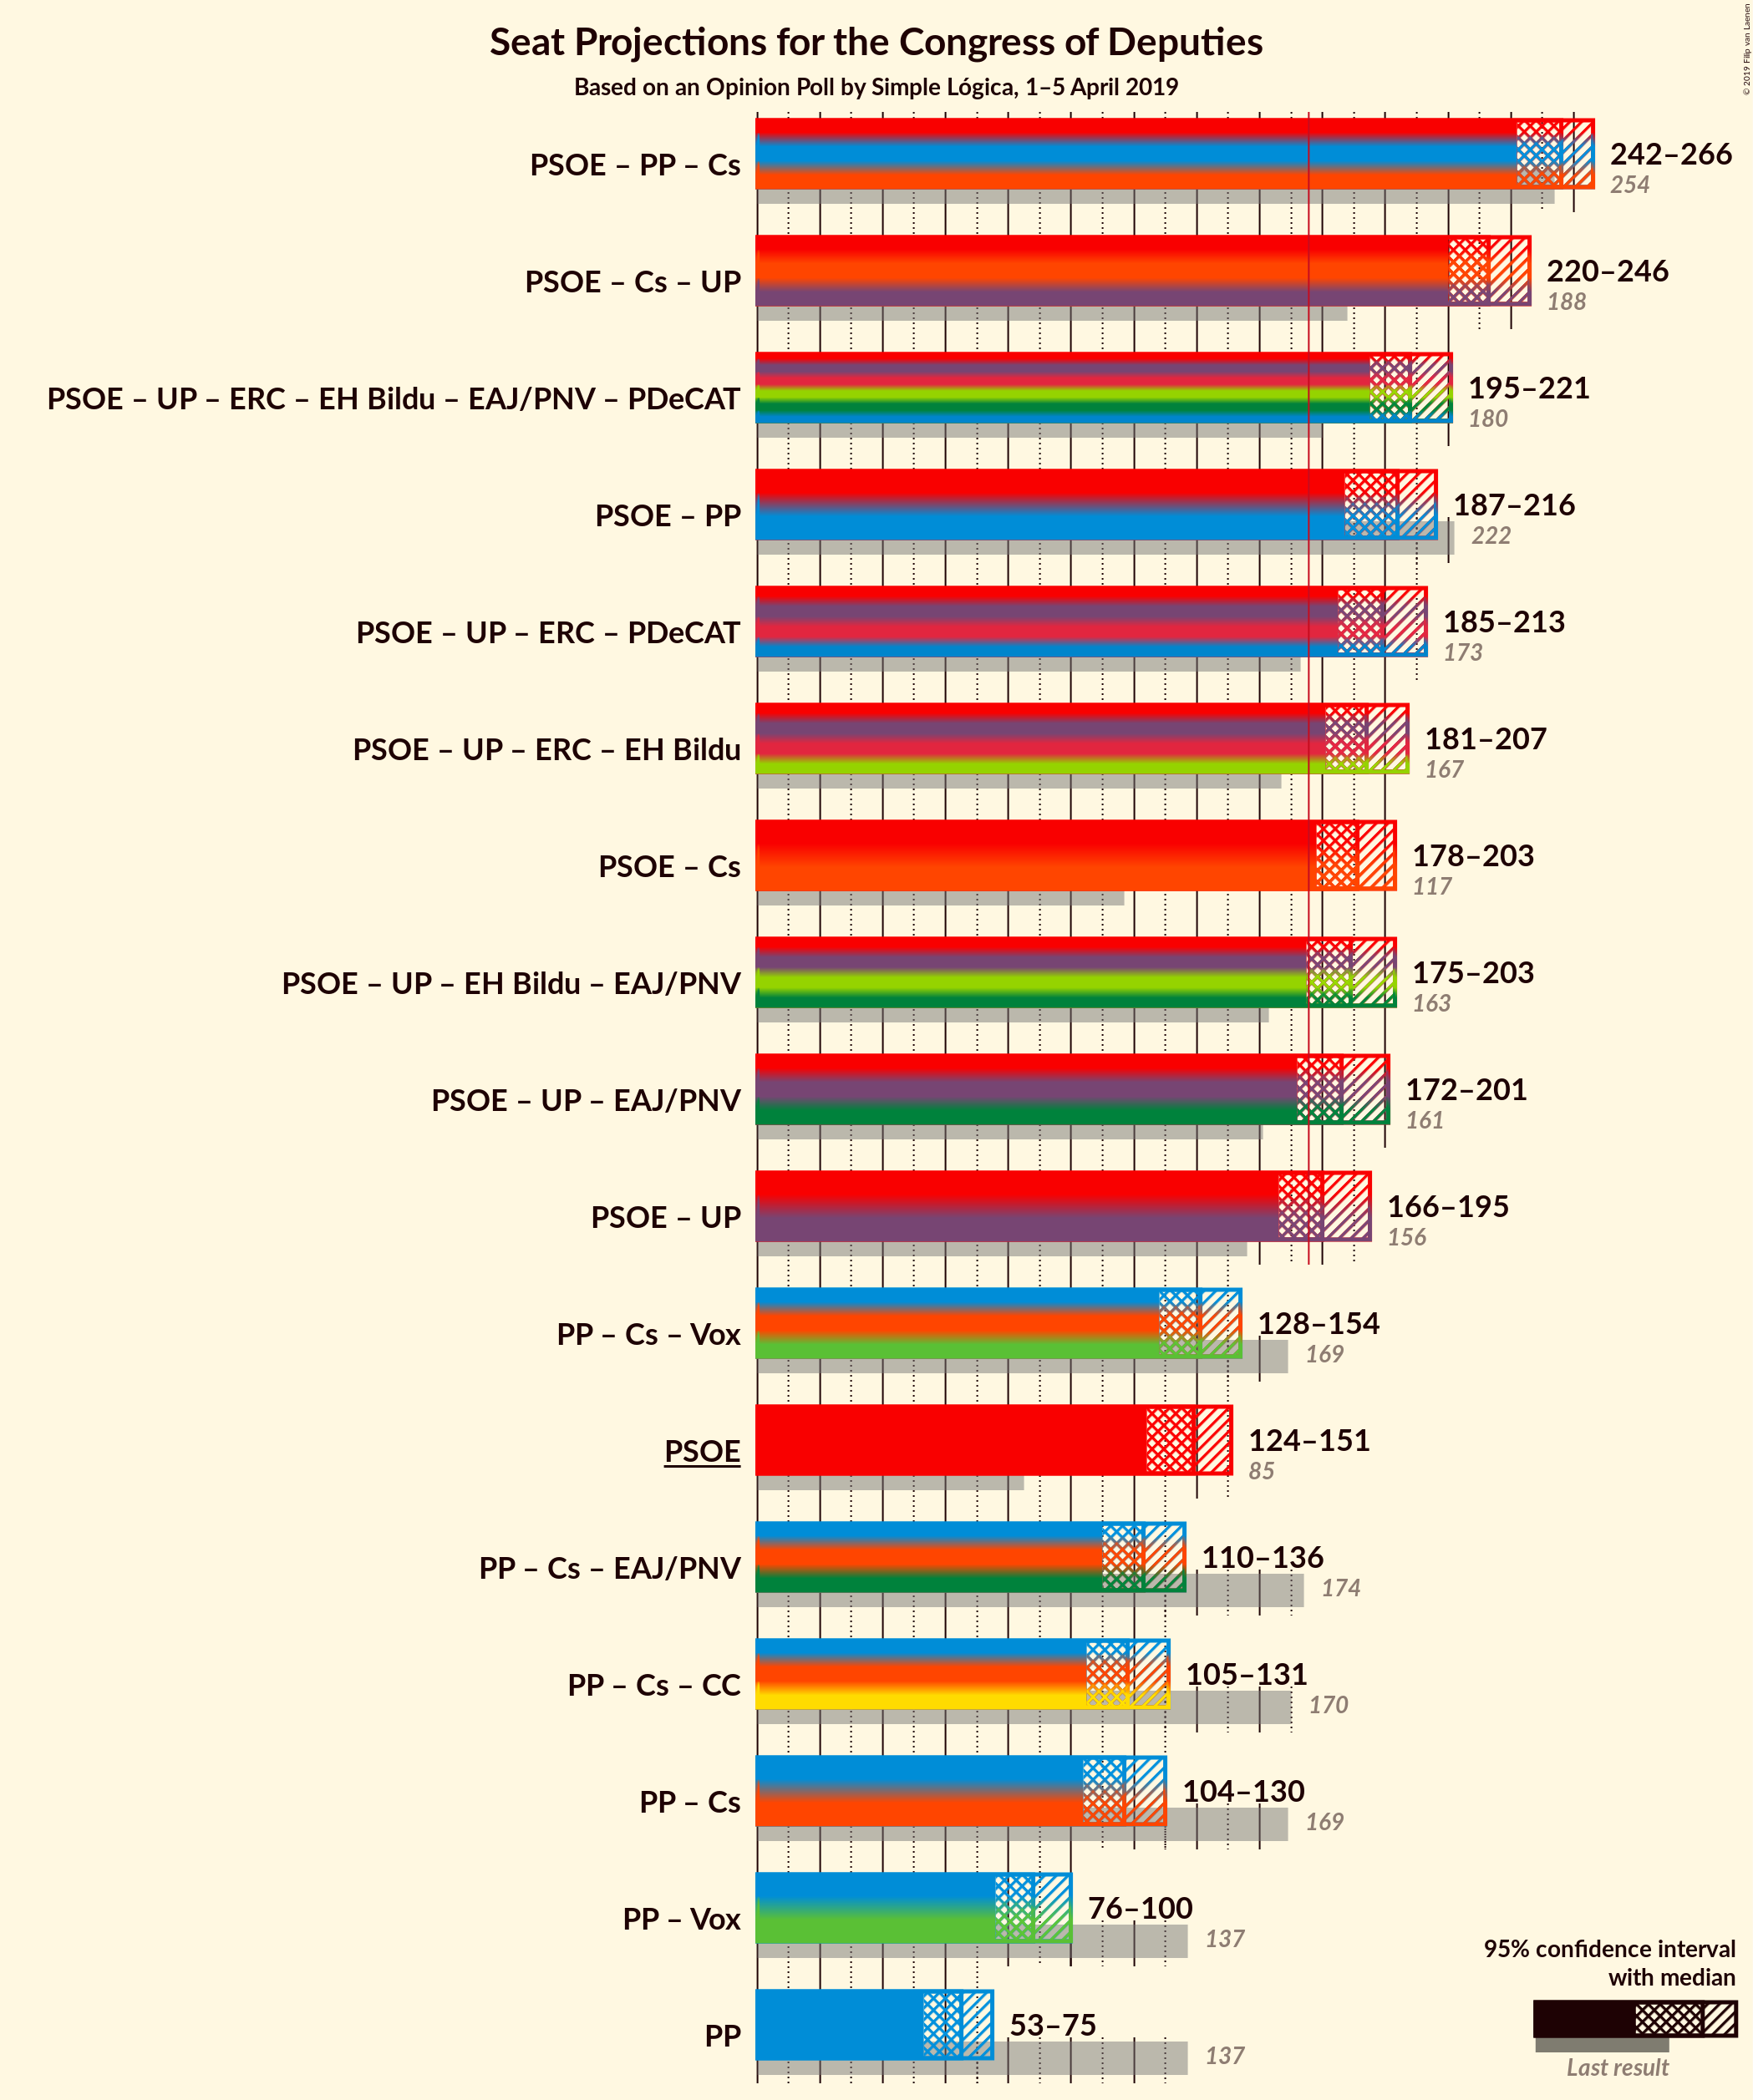 Seat Projections for the Congress of Deputies
Based on an Opinion Poll by Simple Lógica, 1–5 April 2019
© 2019 Filip van Laenen
PSOE – PP – Cs
242–266
254
PSOE – Cs – UP
220–246
188
PSOE – UP – ERC – EH Bildu – EAJ/PNV – PDeCAT
195–221
180
PSOE – PP
187–216
222
PSOE – UP – ERC – PDeCAT
185–213
173
PSOE – UP – ERC – EH Bildu
181–207
167
PSOE – Cs
178–203
117
PSOE – UP – EH Bildu – EAJ/PNV
175–203
163
PSOE – UP – EAJ/PNV
172–201
161
PSOE – UP
166–195
156
PP – Cs – Vox
128–154
169
PSOE
124–151
85
PP – Cs – EAJ/PNV
110–136
174
PP – Cs – CC
105–131
170
PP – Cs
104–130
169
PP – Vox
76–100
137
PP
53–75
137
95% confidence interval
with median
Last result